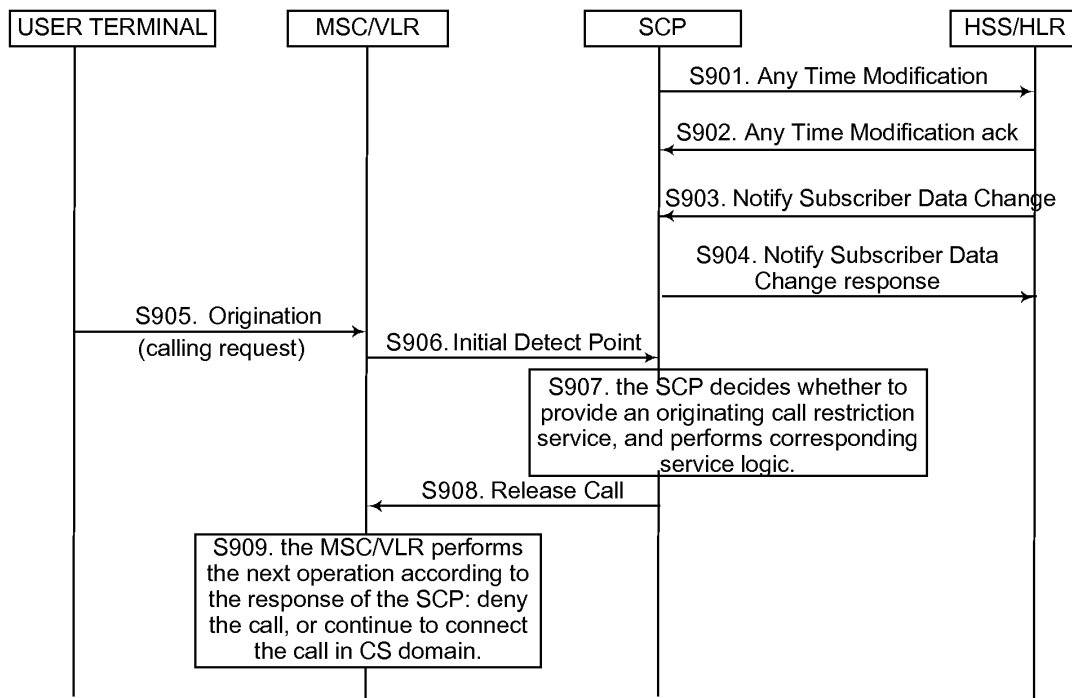 USER TERMINAL
MSC/VLR
SCP
HSS/HLR
S901. Any Time Modification
S902. Any Time Modification ack
S903. Notify Subscriber Data Change
S904. Notify Subscriber Data
Change response
S905. Origination
(calling request)
S906. Initial Detect Point
S907. the SCP decides whether to
provide an originating call restriction
service, and performs corresponding
service logic.
S908. Release Call
S909. the MSC/VLR performs
the next operation according to
the response of the SCP: deny
the call, or continue to connect
the call in CS domain.